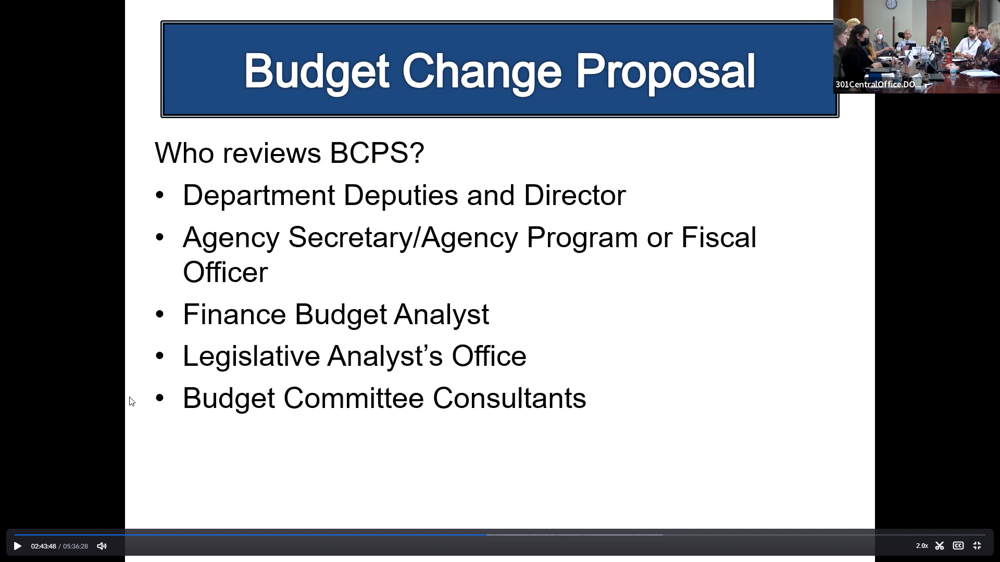 Budget Change Proposal
301CentralOffice.DO...
Who reviews BCPS?
• Department Deputies and Director
• Agency Secretary/Agency Program or Fiscal
Officer
• Finance Budget Analyst
• Legislative Analyst’s Office
• Budget Committee Consultants
02:43:48 / 05:36:28
2.0x
CC